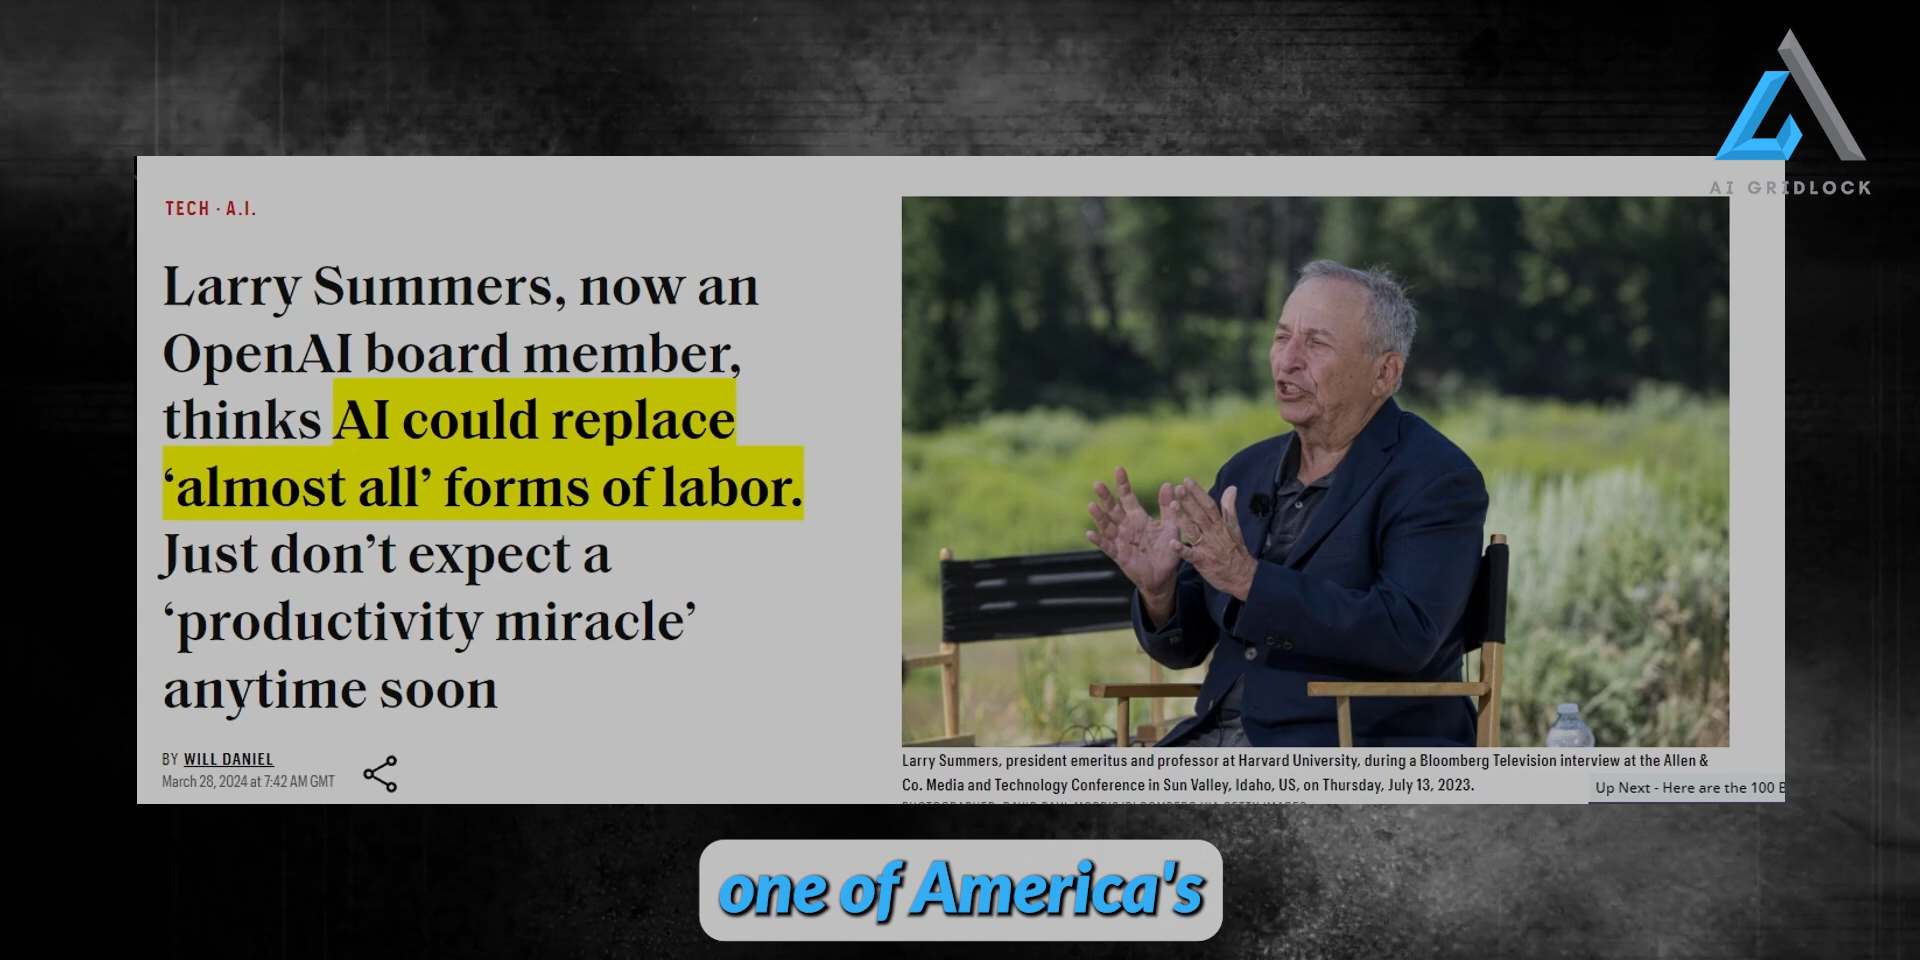 AI GRIDLOCK
TECH · A.I.
Larry Summers, now an
OpenAI board member,
thinks AI could replace
‘almost all’ forms of labor.
Just don’t expect a
‘productivity miracle’
anytime soon
BY WILL DANIEL
March 28, 2024 at 7:42 AM GMT
Larry Summers, president emeritus and professor at Harvard University, during a Bloomberg Television interview at the Allen &
Co. Media and Technology Conference in Sun Valley, Idaho, US, on Thursday, July 13, 2023.
Up Next - Here are the 100
one of America's